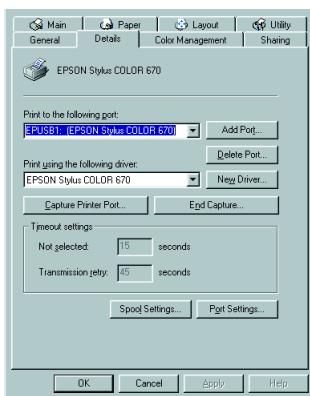 Main Paper Layout Utility
General Details Color Management Sharing
EPSON Stylus COLOR 670
Print to the following port:
EPUSB1: (EPSON Stylus COLOR 670) Add Port...
Delete Port...
Print using the following driver:
EPSON Stylus COLOR 670 New Driver...
Capture Printer Port... End Capture...
Timeout settings
Not selected: 15 seconds
Transmission retry: 45 seconds
Spool Settings... Port Settings...
OK Cancel Apply Help